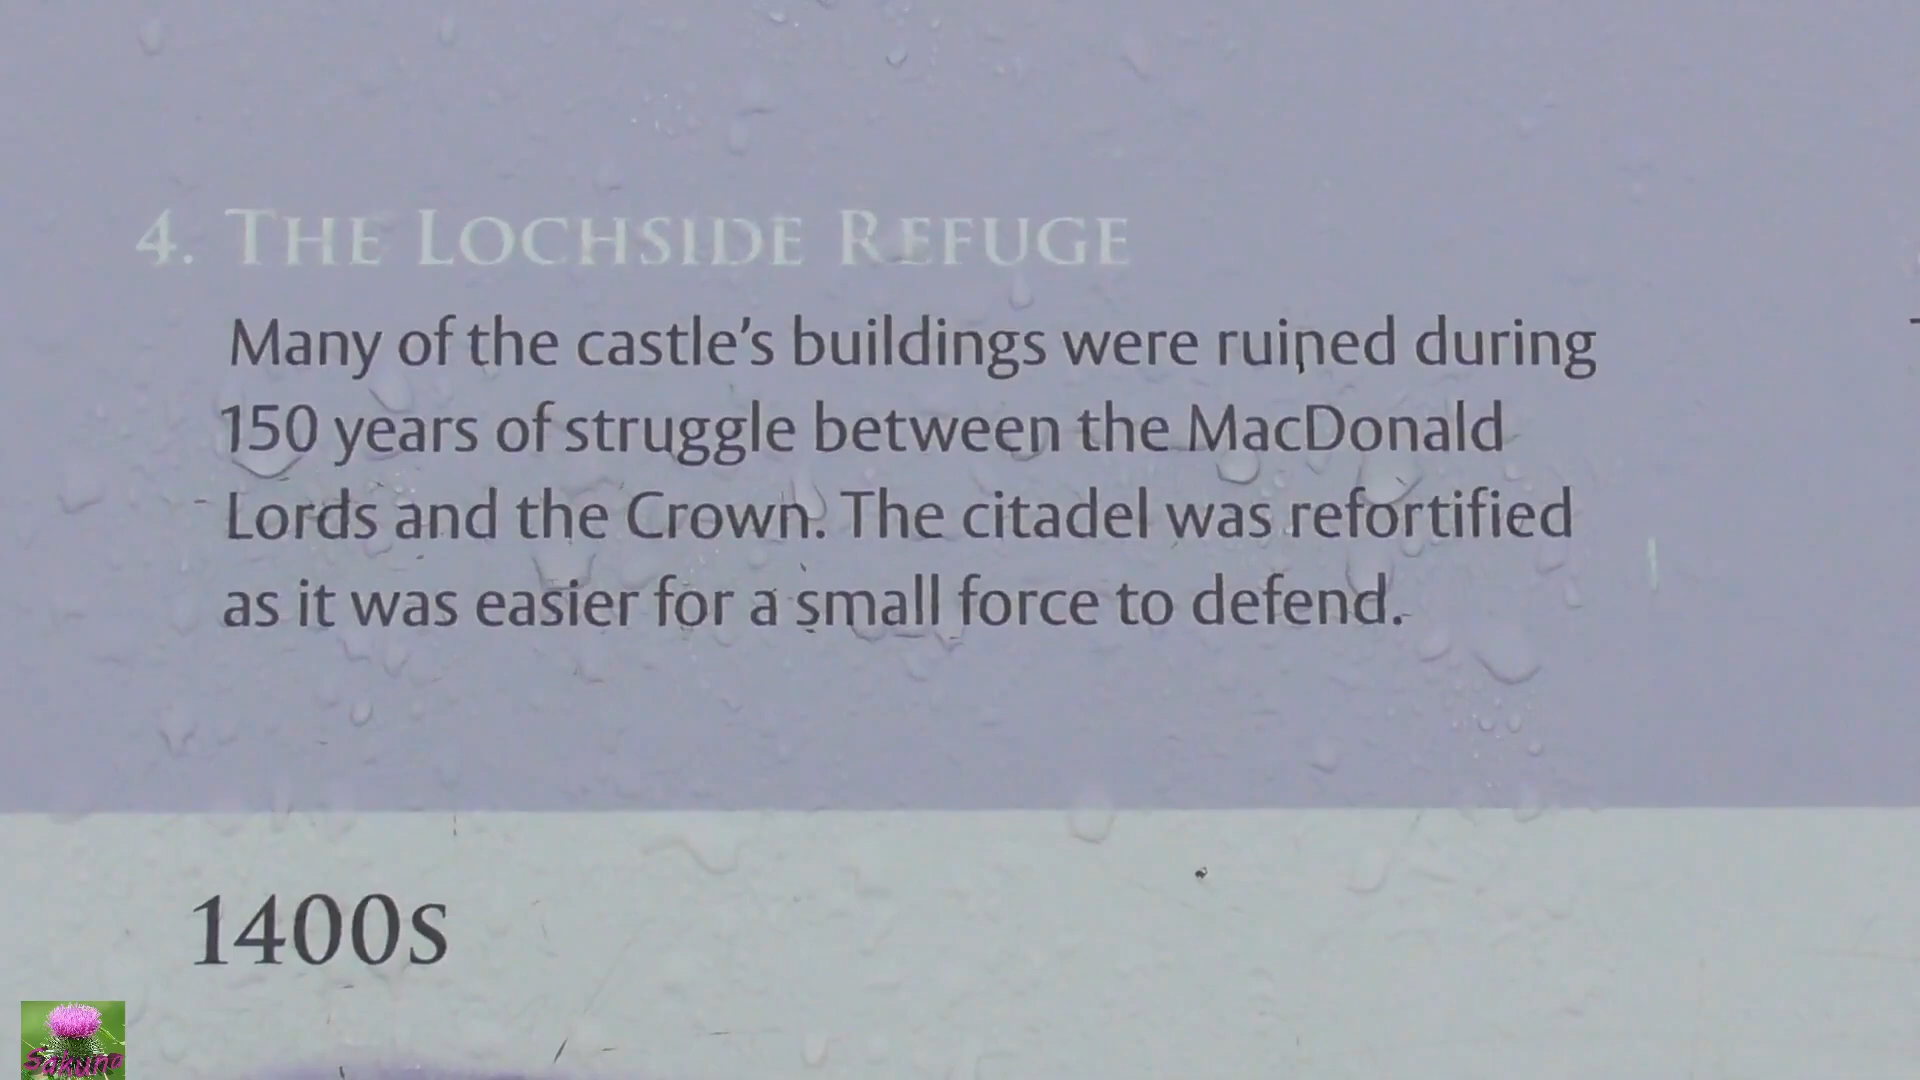 4. THE LOCHSIDE REFUGE
Many of the castle's buildings were ruined during
150 years of struggle between the MacDonald
Lords and the Crown. The citadel was refortified
as it was easier for a small force to defend.
1400s
Sakuna